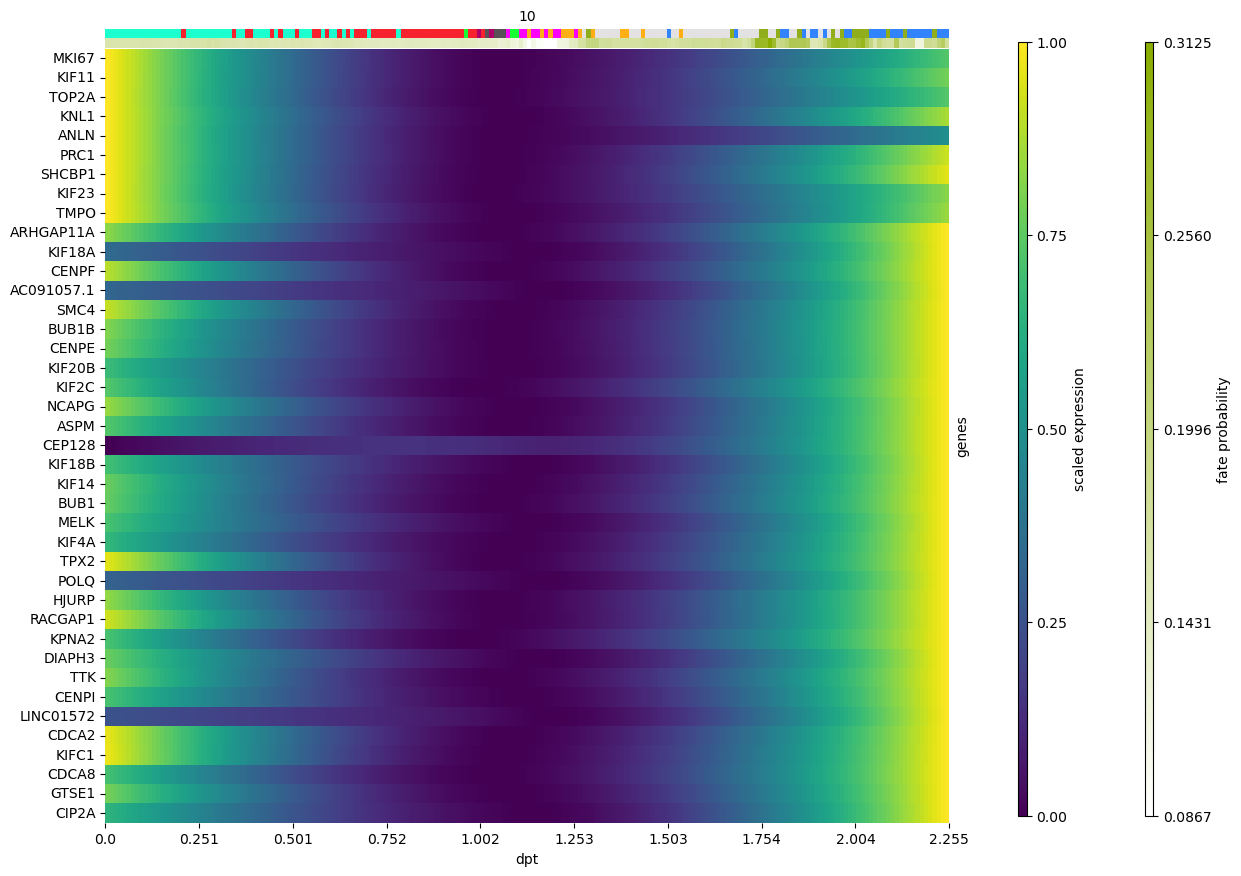 10
MKI67
KIF11
TOP2A
KNL1
ANLN
PRC1
SHCBP1
KIF23
TMPO
ARHGAP11A
KIF18A
CENPF
AC091057.1
SMC4
BUB1B
CENPE
KIF20B
KIF2C
NCAPG
ASPM
CEP128
KIF18B
KIF14
BUB1
MELK
KIF4A
TPX2
POLQ
HJURP
RACGAP1
KPNA2
DIAPH3
TTK
CENPI
LINC01572
CDCA2
KIFC1
CDCA8
GTSE1
CIP2A
0.0 0.251 0.501 0.752 1.002 1.253 1.503 1.754 2.004 2.255
dpt
genes
1.00
0.75
0.50
0.25
0.00
scaled expression
0.3125
0.2560
0.1996
0.1431
0.0867
fate probability